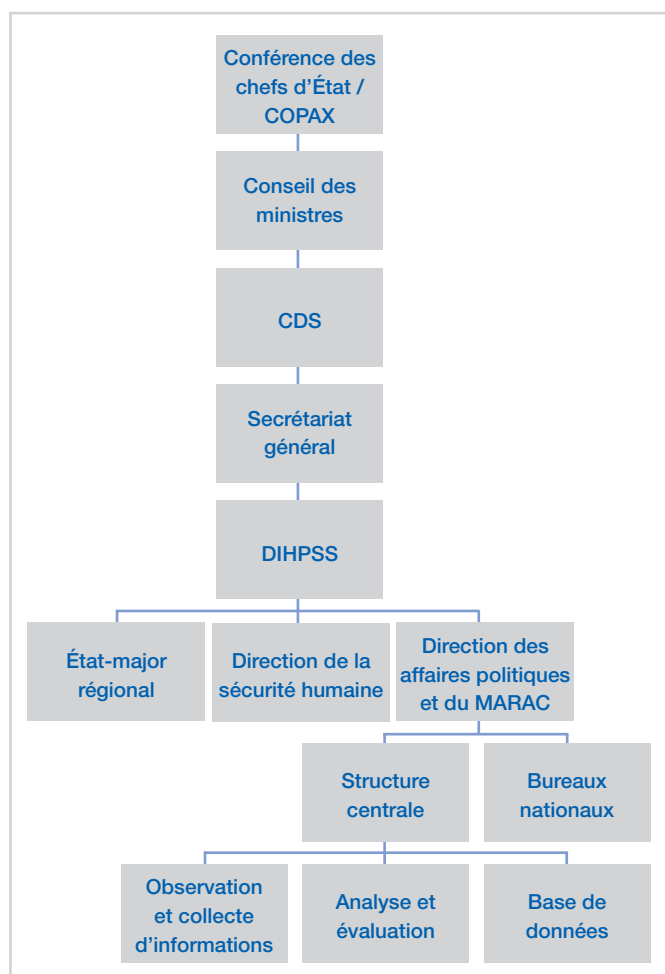 Conférence des
chefs d'État /
COPAX
Conseil des
ministres
CDS
Secrétariat
général
DIHPSS
État-major
régional
Direction de la
sécurité humaine
Direction des
affaires politiques
et du MARAC
Structure
centrale
Bureaux
nationaux
Observation
et collecte
d'informations
Analyse et
évaluation
Base de
données